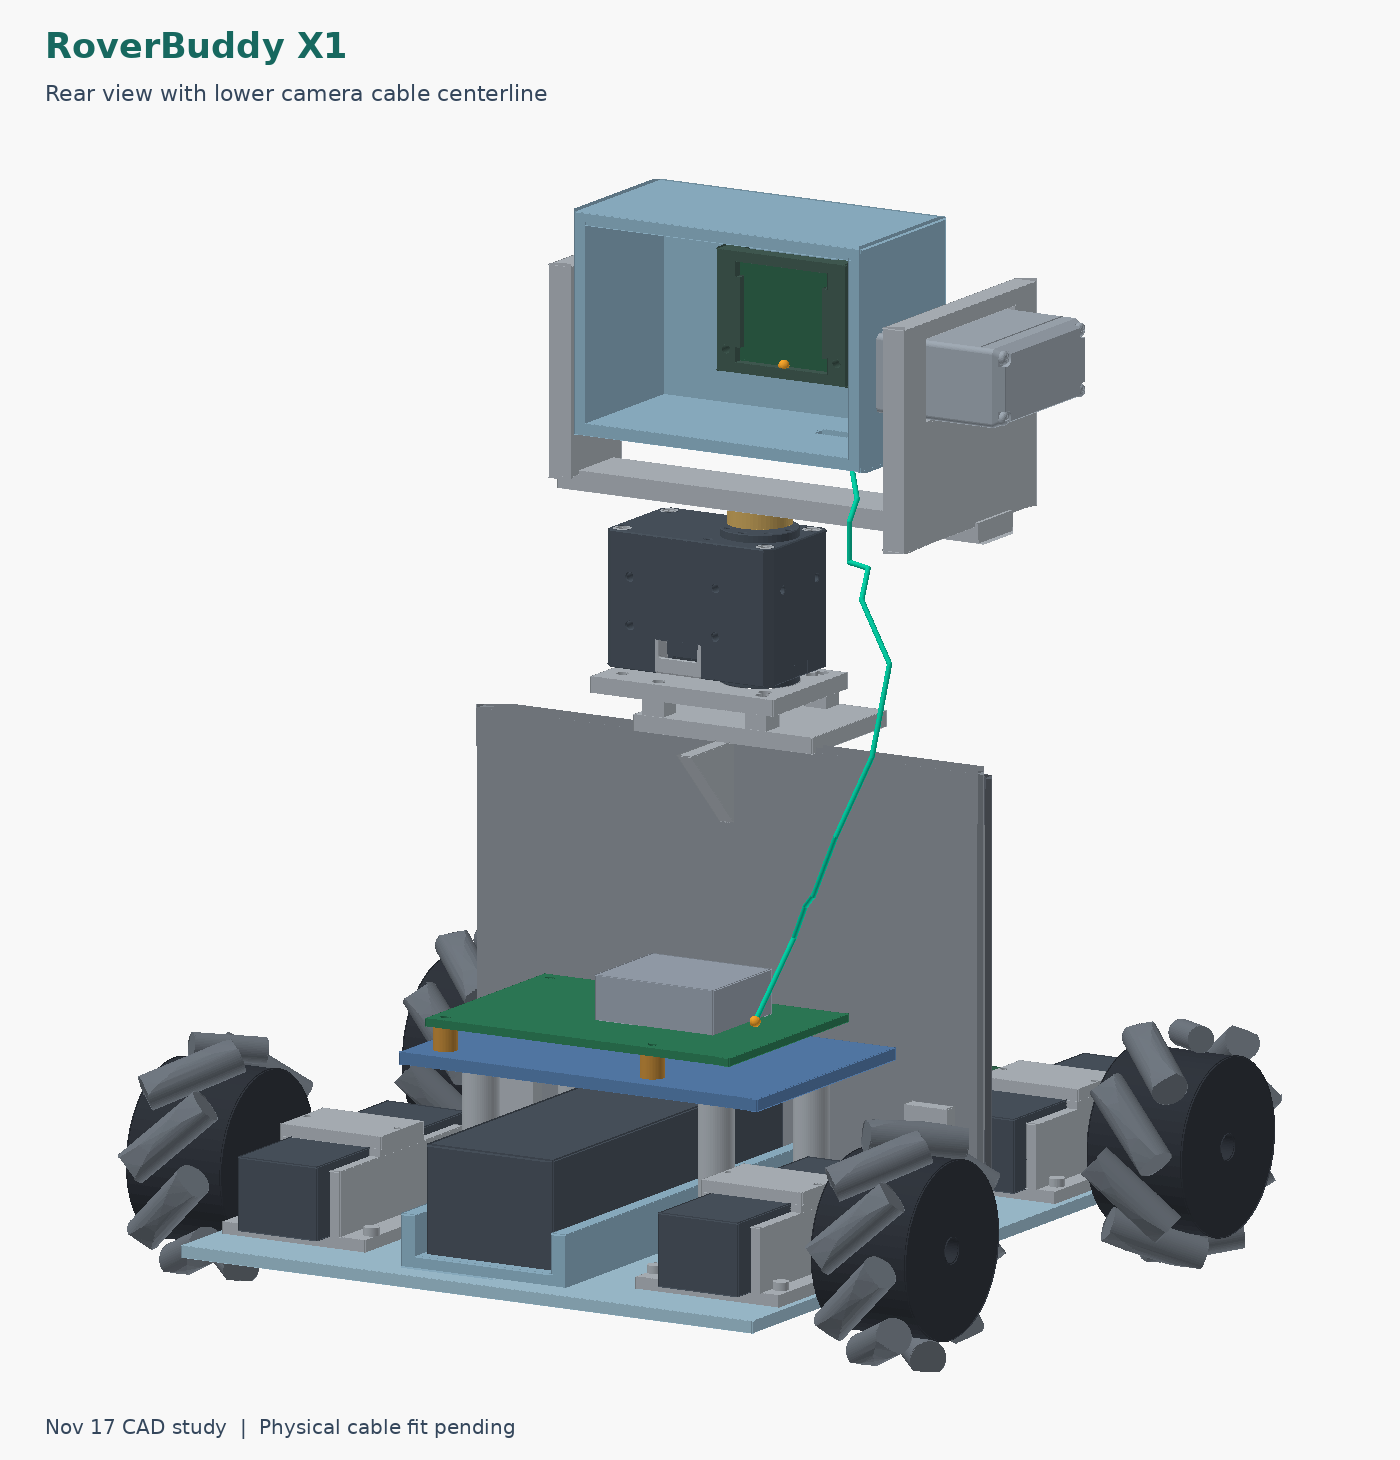 RoverBuddy X1
Rear view with lower camera cable centerline
Nov 17 CAD study | Physical cable fit pending